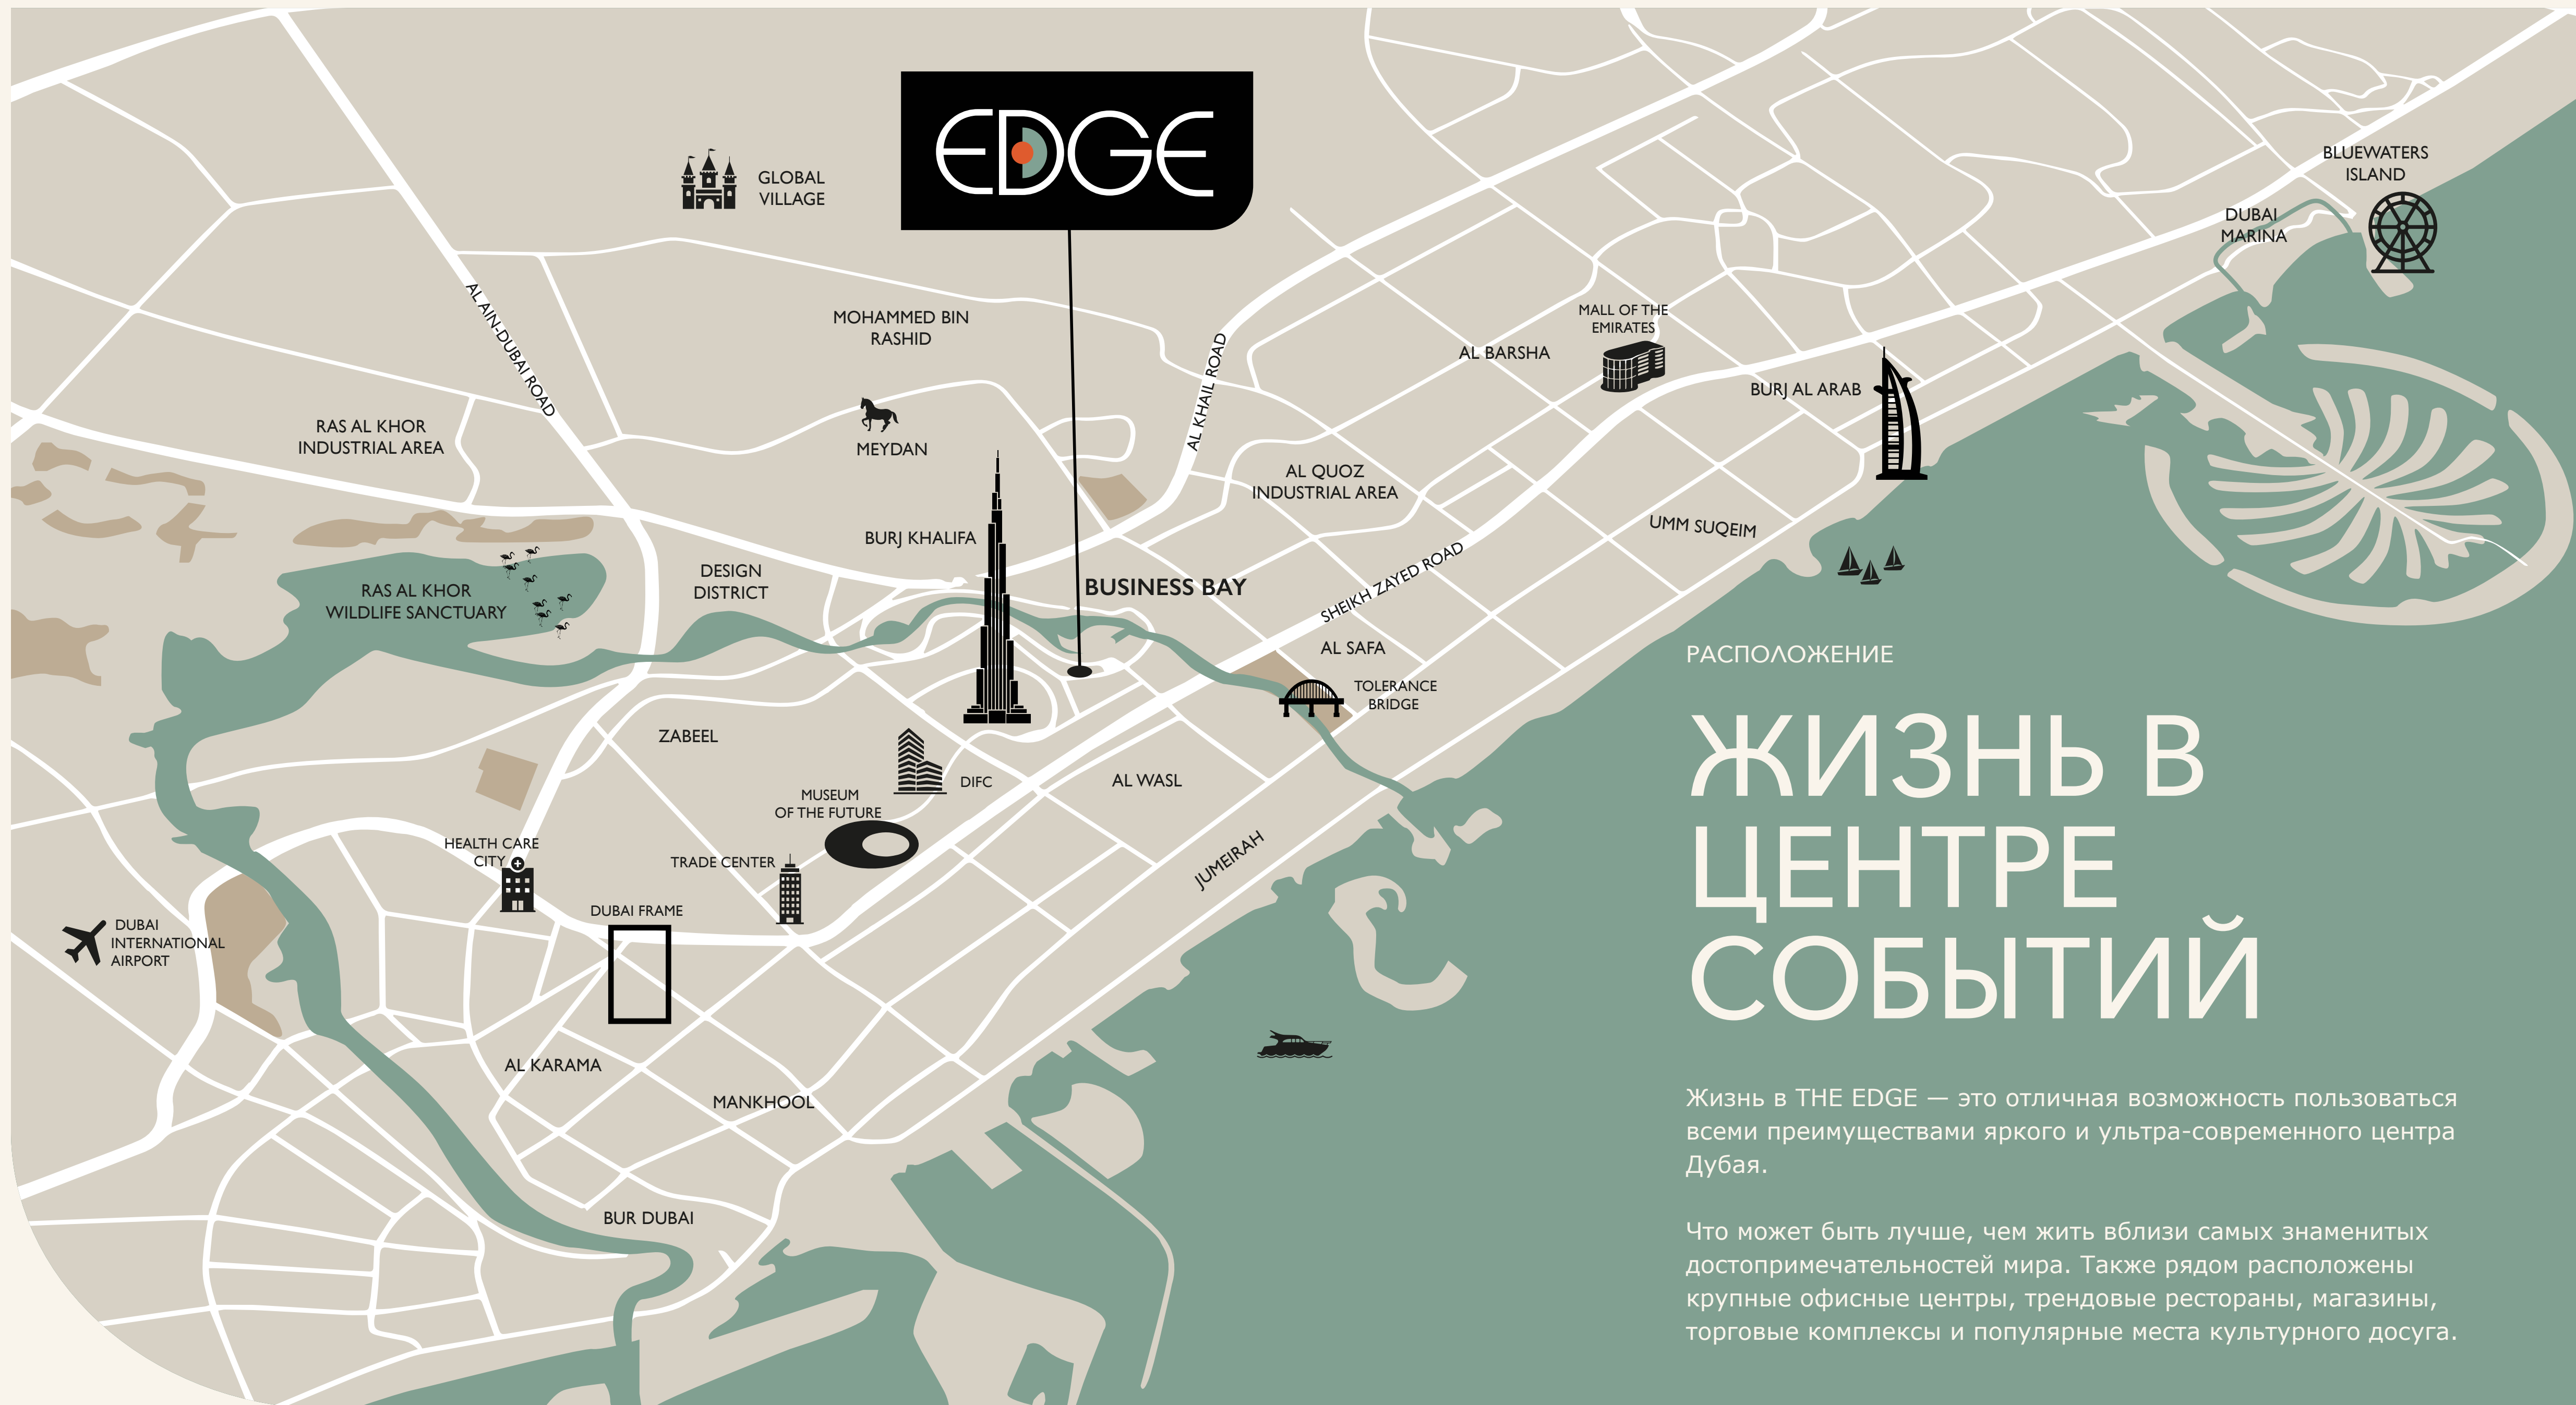 EDGE
GLOBAL
VILLAGE
BLUEWATERS
ISLAND
DUBAI
MARINA
AL AIN-DUBAI ROAD
MOHAMMED BIN
RASHID
AL KHAIL ROAD
MALL OF THE
EMIRATES
AL BARSHA
BURJ AL ARAB
RAS AL KHOR
INDUSTRIAL AREA
MEYDAN
AL QUOZ
INDUSTRIAL AREA
UMM SUQEIM
BURJ KHALIFA
DESIGN
DISTRICT
BUSINESS BAY
SHEIKH ZAYED ROAD
RAS AL KHOR
WILDLIFE SANCTUARY
AL SAFA
TOLERANCE
BRIDGE
ZABEEL
DIFC
AL WASL
MUSEUM
OF THE FUTURE
JUMEIRAH
HEALTH CARE
CITY
TRADE CENTER
DUBAI FRAME
DUBAI
INTERNATIONAL
AIRPORT
AL KARAMA
MANKHOOL
BUR DUBAI
РАСПОЛОЖЕНИЕ
ЖИЗНЬ В
ЦЕНТРЕ
СОБЫТИЙ
Жизнь в THE EDGE — это отличная возможность пользоваться
всеми преимуществами яркого и ультра-современного центра
Дубая.
Что может быть лучше, чем жить вблизи самых знаменитых
достопримечательностей мира. Также рядом расположены
крупные офисные центры, трендовые рестораны, магазины,
торговые комплексы и популярные места культурного досуга.